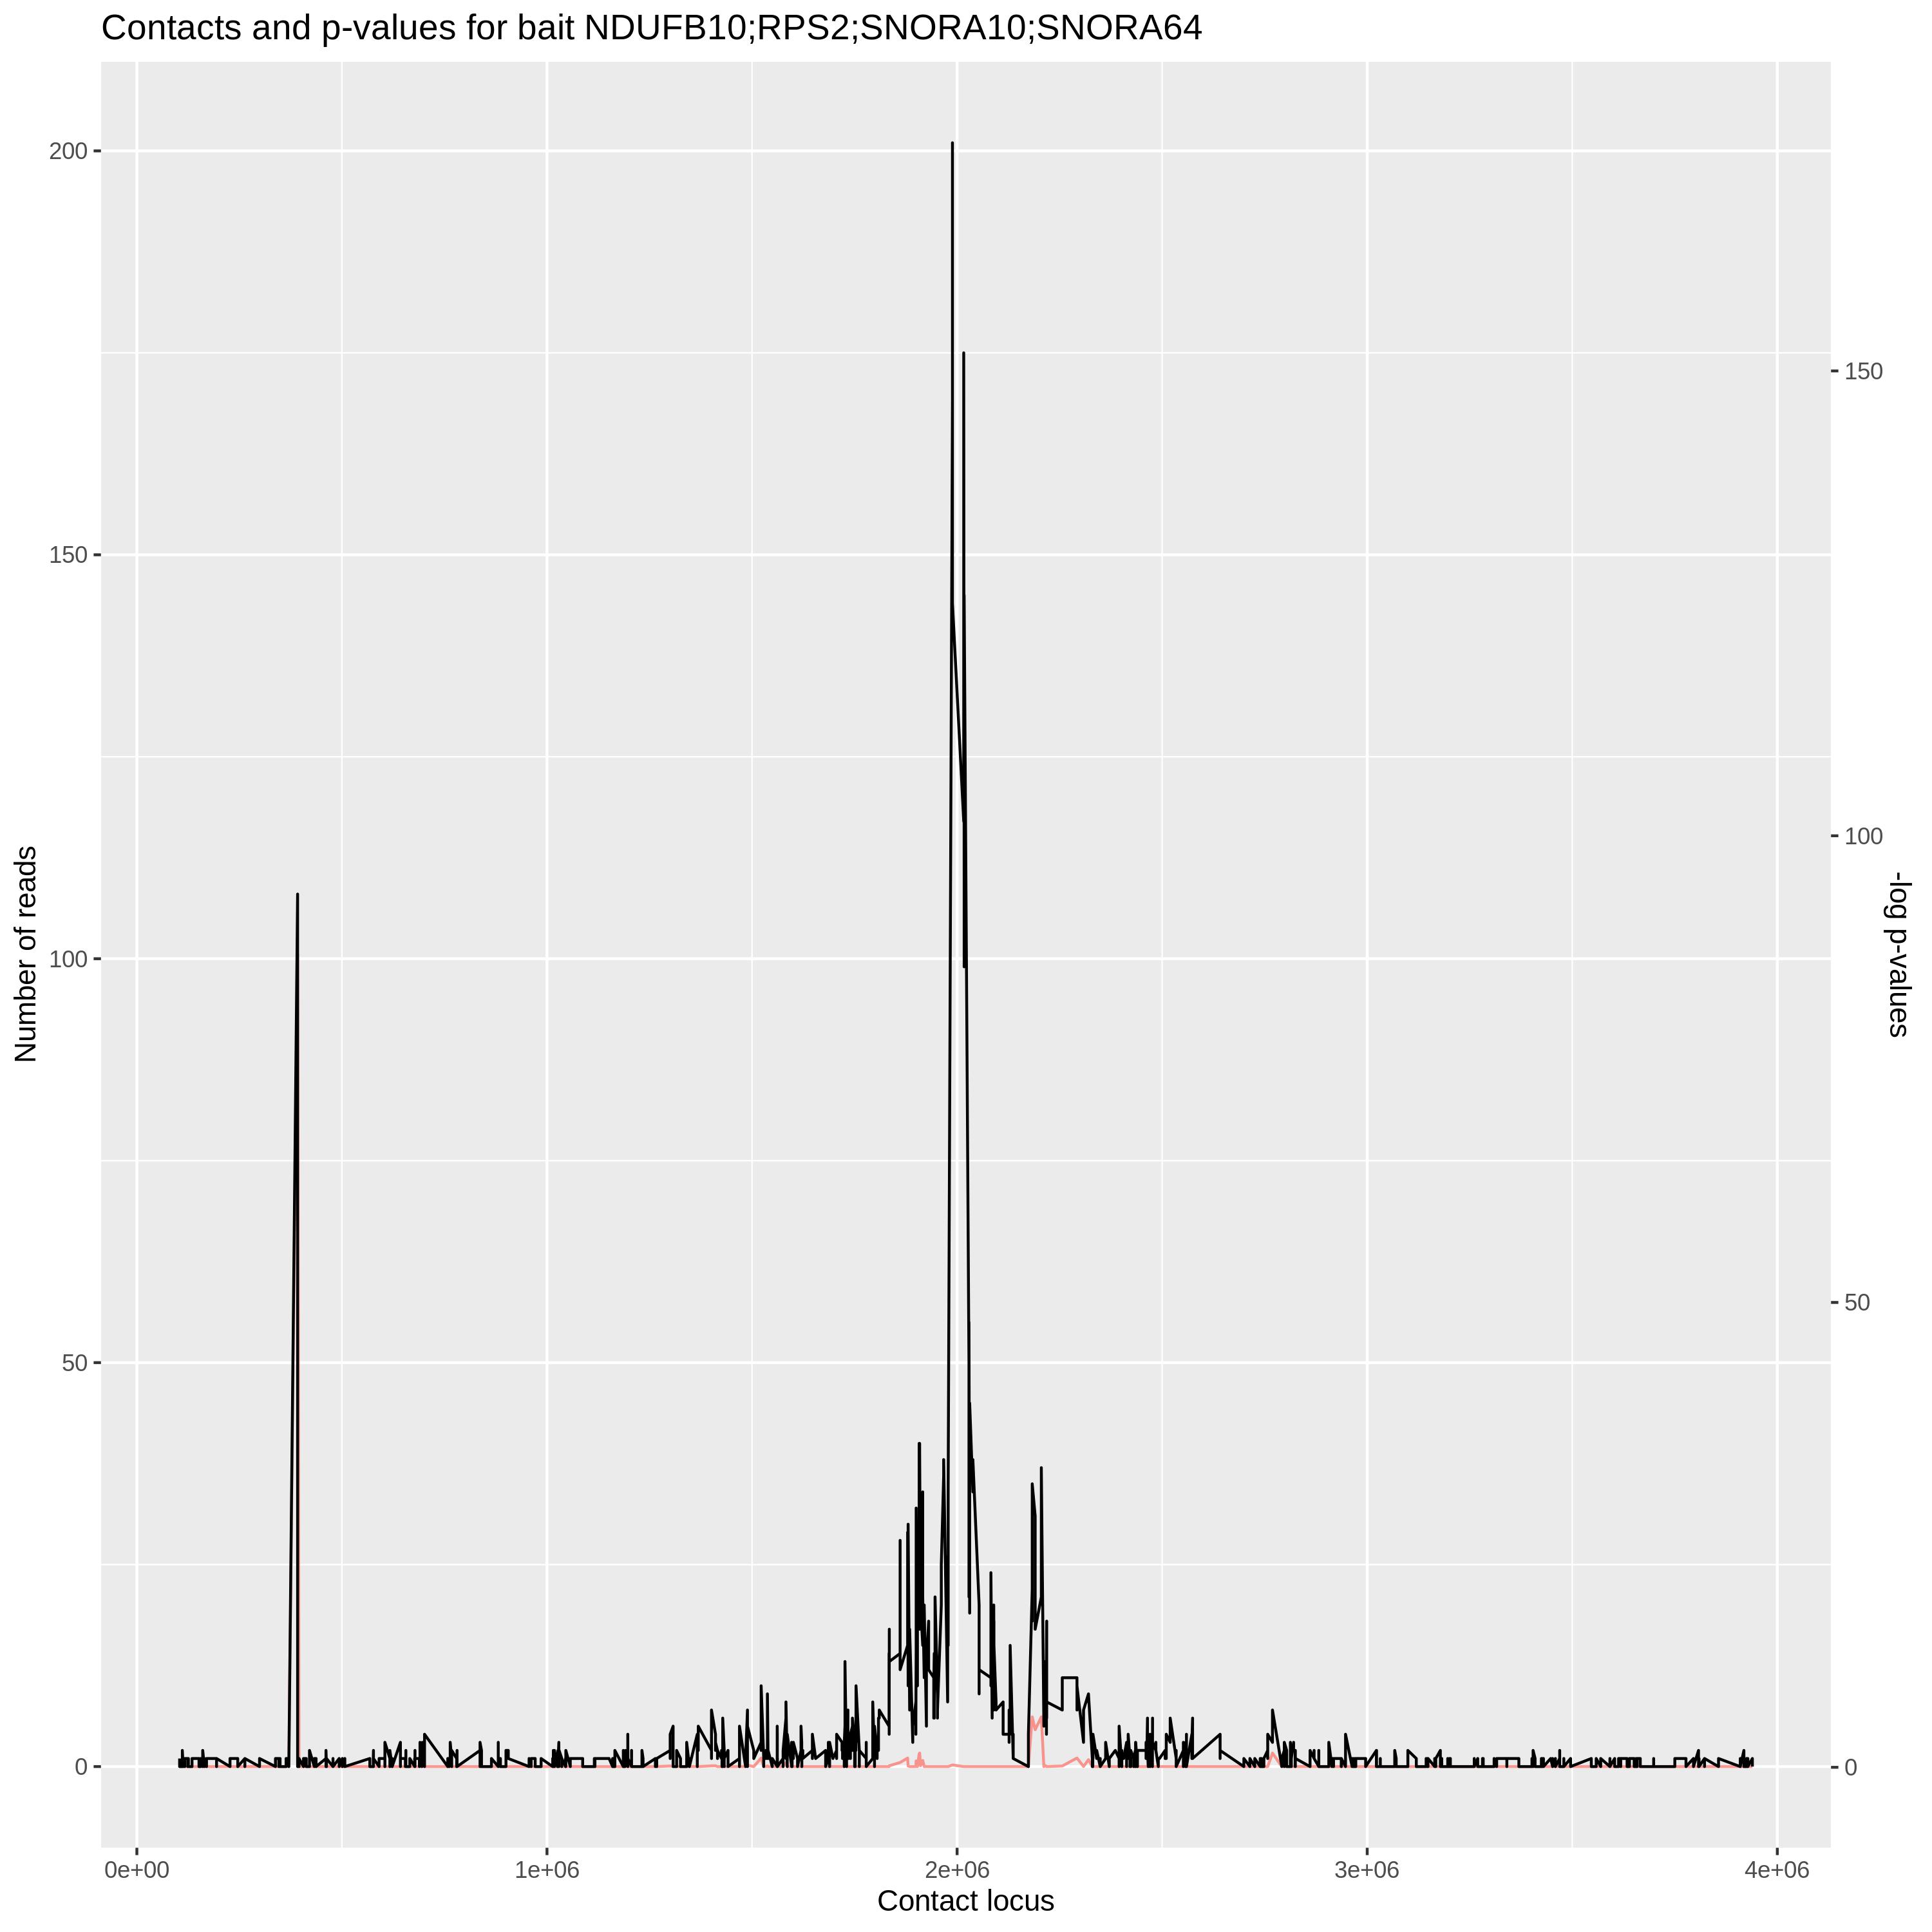 Contacts and p-values for bait NDUFB10;RPS2;SNORA10;SNORA64
200
150
100
50
0
Number of reads
150
100
50
0
-log p-values
0e+00
1e+06
2e+06
3e+06
4e+06
Contact locus